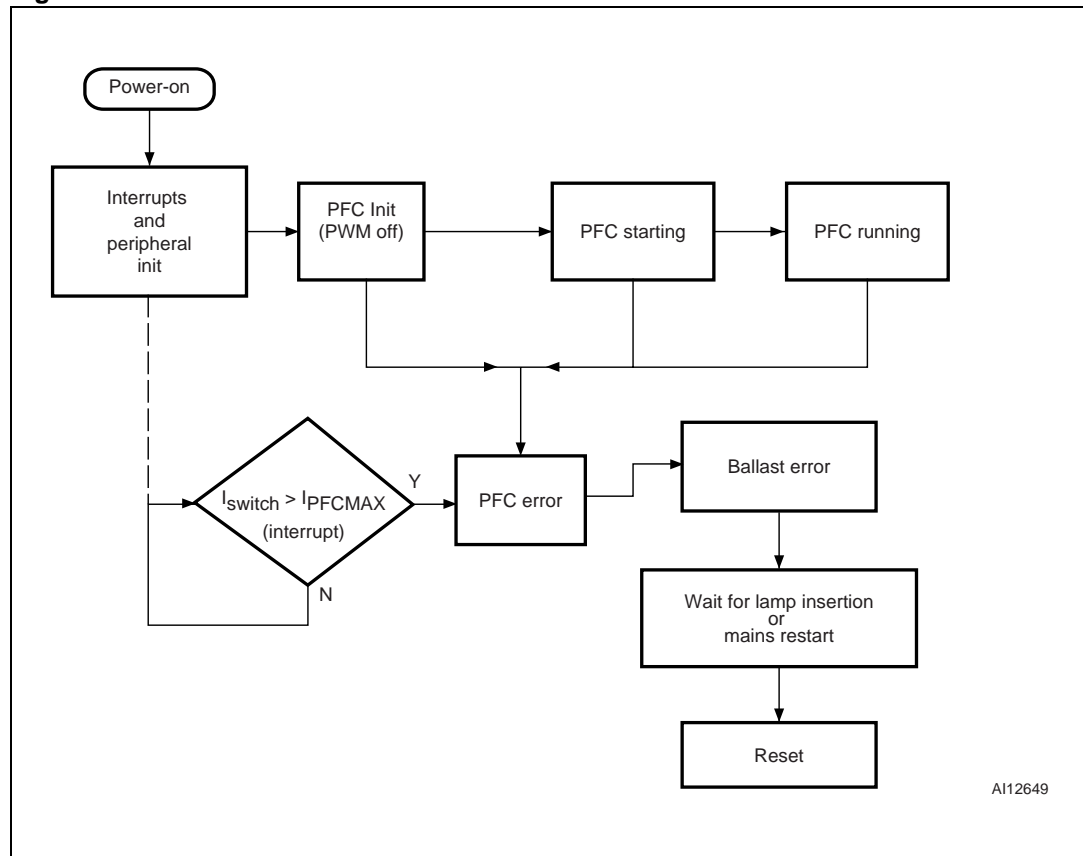 Power-on
Interrupts
and
peripheral
init
PFC Init
(PWM off)
PFC starting
PFC running
Iswitch > IPFCMAX
(interrupt)
Y
N
PFC error
Ballast error
Wait for lamp insertion
or
mains restart
Reset
AI12649